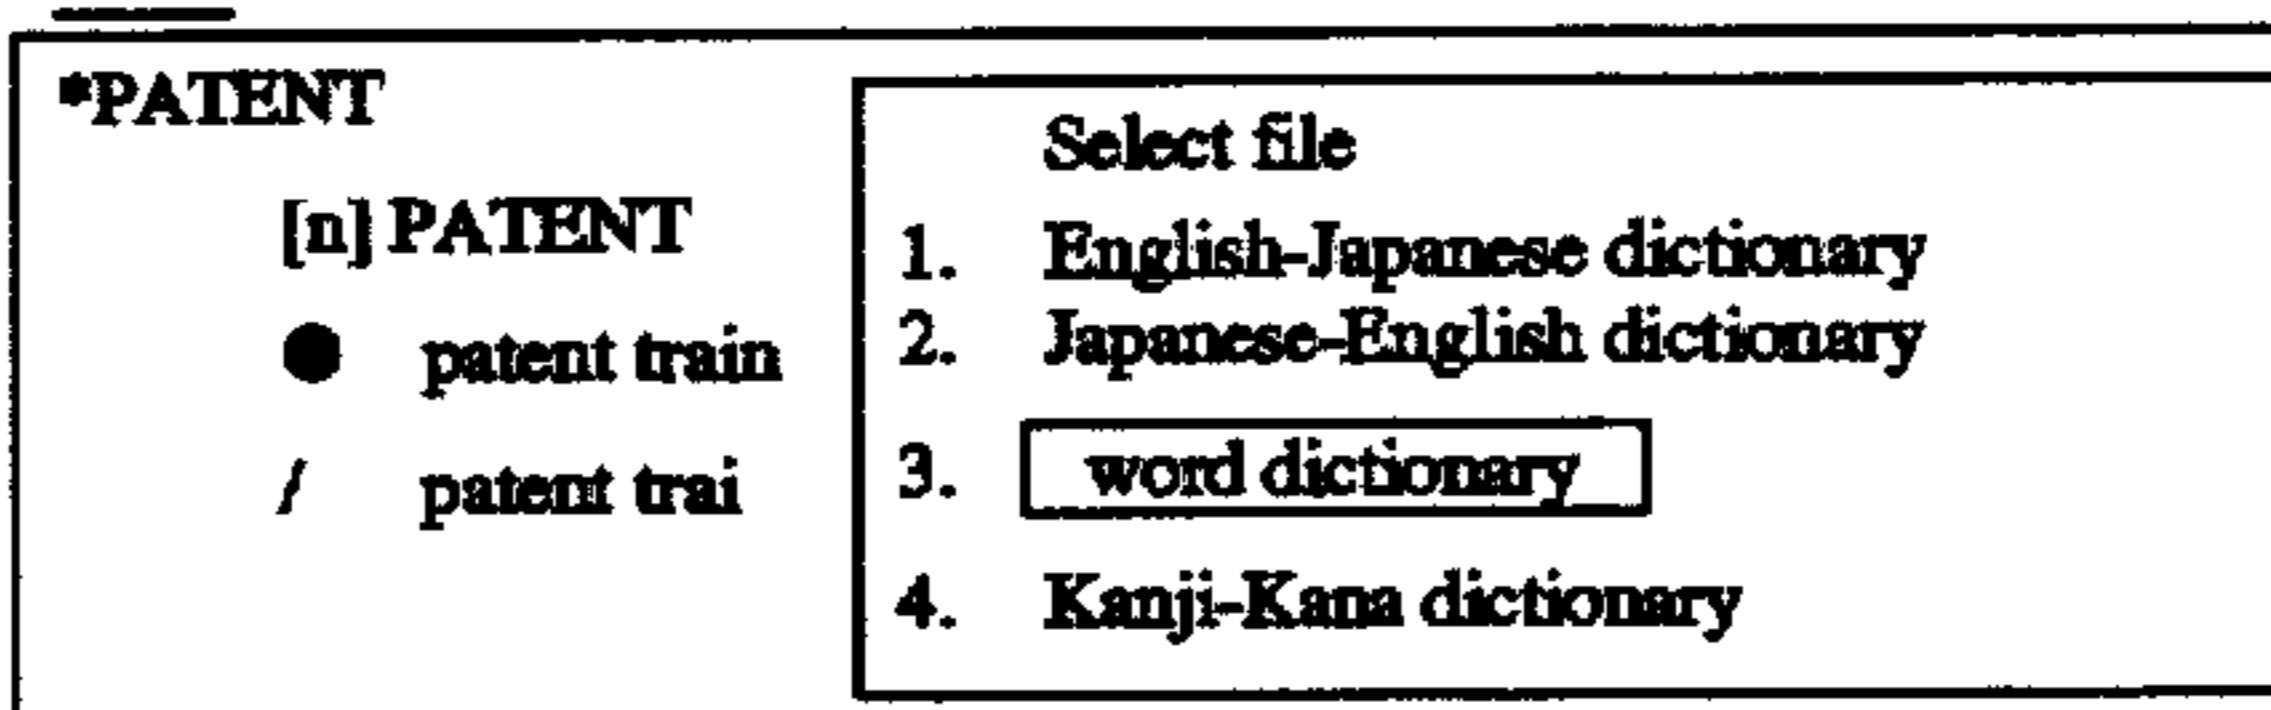 *PATENT
[n] PATENT
● patent train
/ patent trai
Select file
1. English-Japanese dictionary
2. Japanese-English dictionary
3. word dictionary
4. Kanji-Kana dictionary